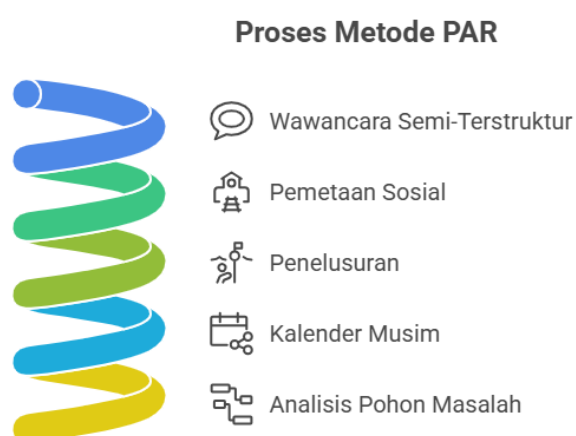 Proses Metode PAR
Wawancara Semi-Terstruktur
Pemetaan Sosial
Penelusuran
Kalender Musim
Analisis Pohon Masalah